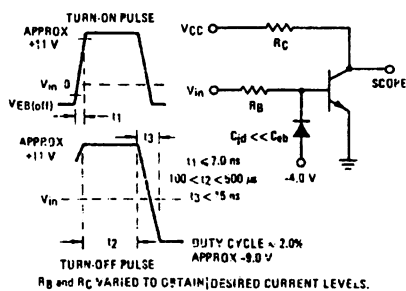 TURN-ON PULSE
APPROX
+11 V
Vin 0
VEB(off)
t1
VCC
RC
Vin
RB
SCOPE
Cjd << Ceb
-4.0 V
APPROX
+11 V
t3
Vin
t2
t1 ≤ 7.0 ns
100 < t2 < 500 µs
t3 < 15 ns
DUTY CYCLE ≈ 2.0%
APPROX -9.0 V
TURN-OFF PULSE
RB and RC VARIED TO OBTAIN DESIRED CURRENT LEVELS.